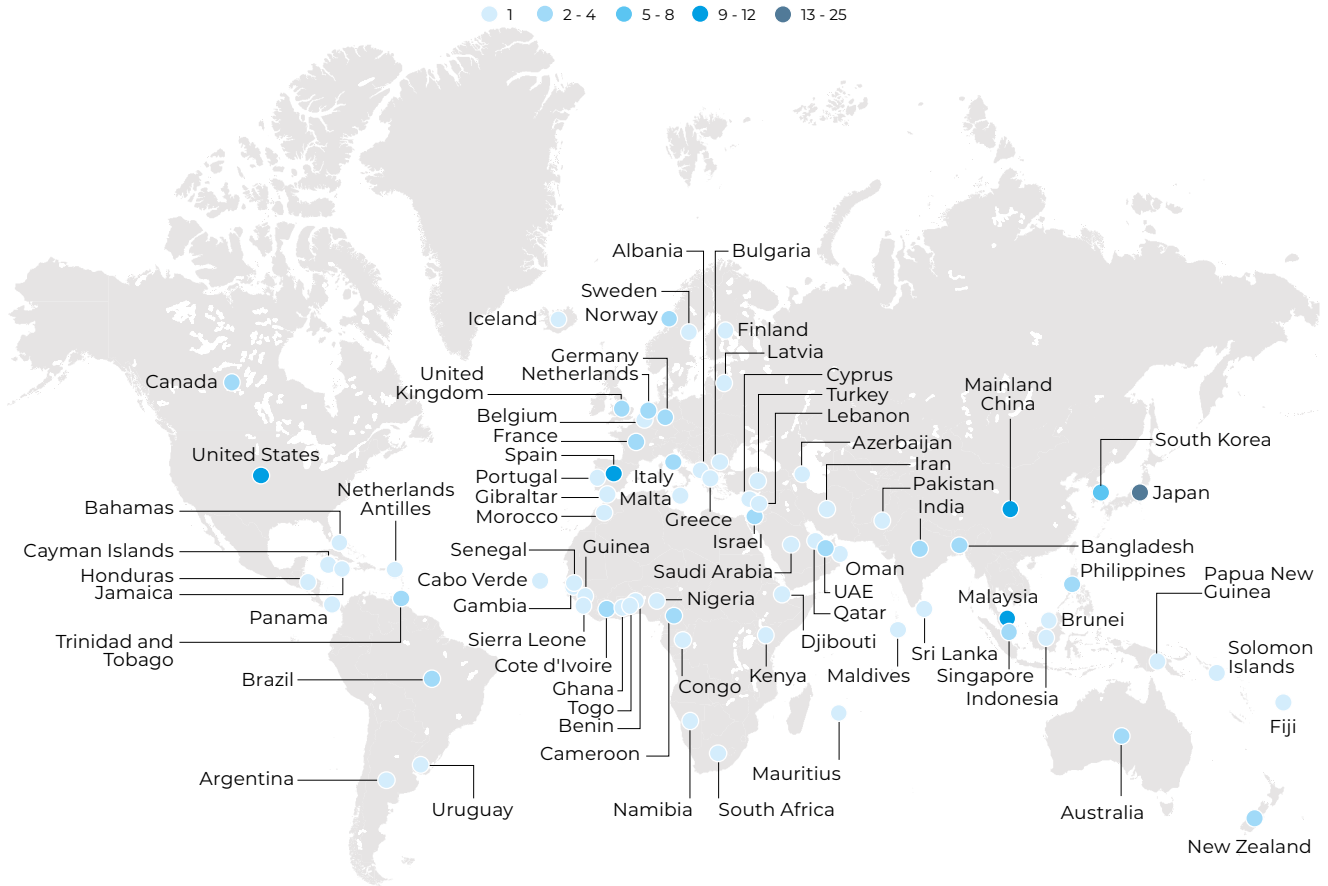 1
2 - 4
5 - 8
9 - 12
13 - 25
Albania
Bulgaria
Sweden
Iceland
Norway
Finland
Germany
Latvia
Canada
United
Kingdom
Netherlands
Cyprus
Mainland
China
Turkey
Belgium
Lebanon
France
Azerbaijan
South Korea
United States
Spain
Iran
Portugal
Italy
Pakistan
Netherlands
Antilles
Gibraltar
Malta
India
Japan
Bahamas
Morocco
Greece
Israel
Cayman Islands
Senegal
Guinea
Bangladesh
Honduras
Cabo Verde
Saudi Arabia
Oman
Philippines
Papua New
Guinea
Jamaica
UAE
Malaysia
Panama
Gambia
Nigeria
Qatar
Brunei
Trinidad and
Tobago
Sierra Leone
Djibouti
Sri Lanka
Solomon
Islands
Cote d'Ivoire
Brazil
Ghana
Congo
Kenya
Maldives
Singapore
Togo
Indonesia
Benin
Fiji
Cameroon
Argentina
Mauritius
Uruguay
Namibia
South Africa
Australia
New Zealand